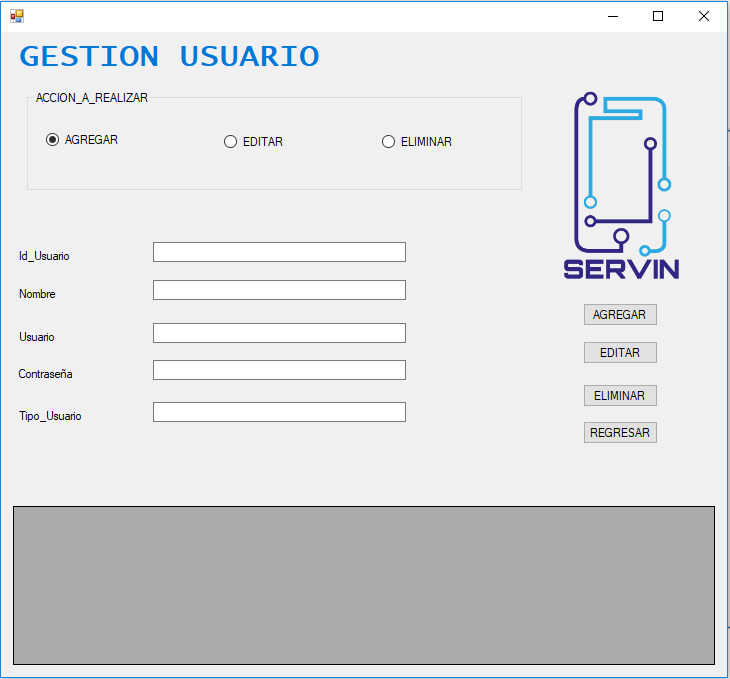 GESTION USUARIO
ACCION_A_REALIZAR
AGREGAR EDITAR ELIMINAR
SERVIN
Id_Usuario
Nombre
Usuario
Contraseña
Tipo_Usuario
AGREGAR
EDITAR
ELIMINAR
REGRESAR